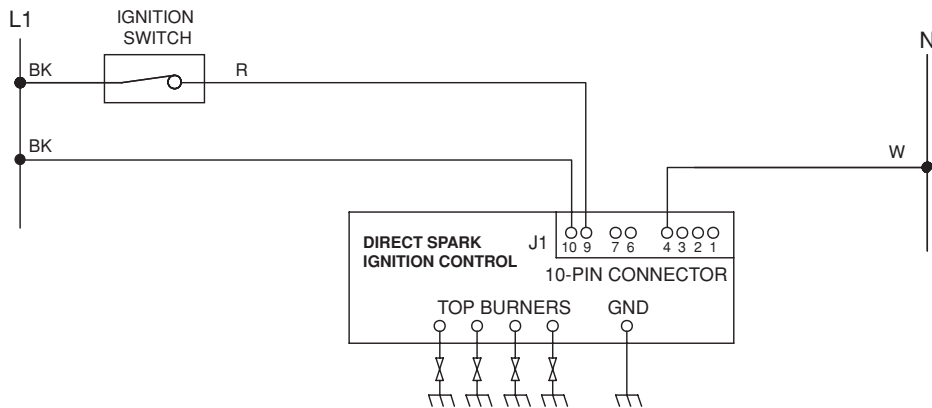 L1
IGNITION
SWITCH
N
BK
R
BK
W
DIRECT SPARK
IGNITION CONTROL
J1
10 9 7 6 4 3 2 1
10-PIN CONNECTOR
TOP BURNERS
GND